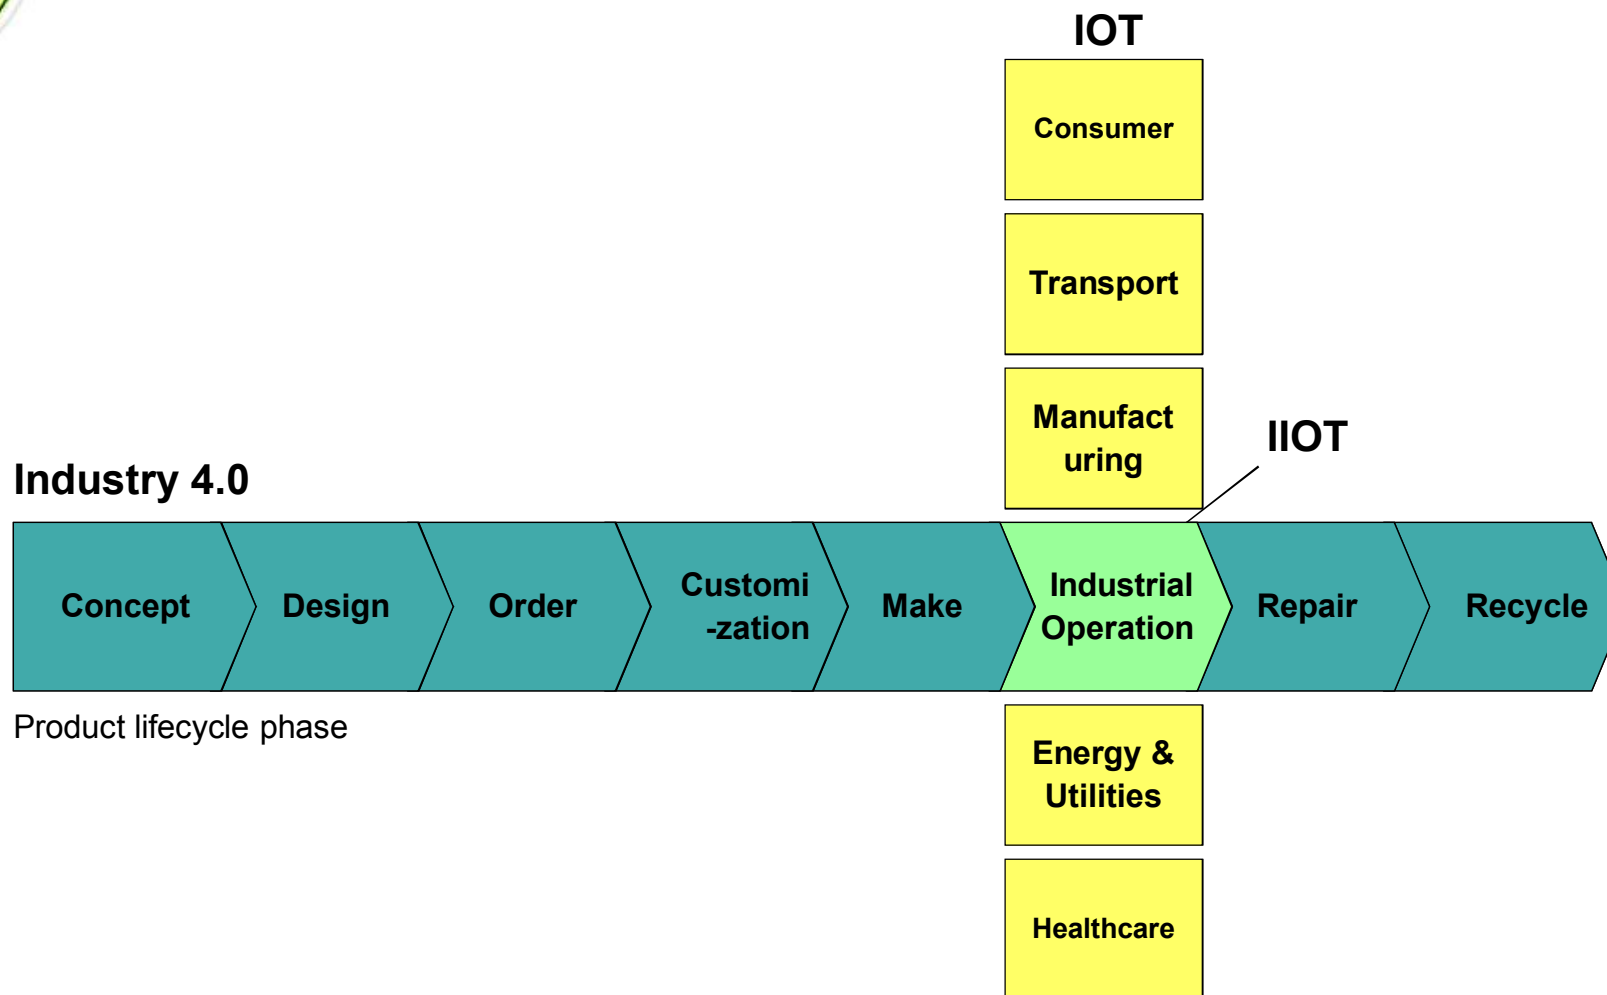 IOT
Consumer
Transport
Manufact
uring
IIOT
Industry 4.0
Concept
Design
Order
Customi
-zation
Make
Industrial
Operation
Repair
Recycle
Product lifecycle phase
Energy &
Utilities
Healthcare